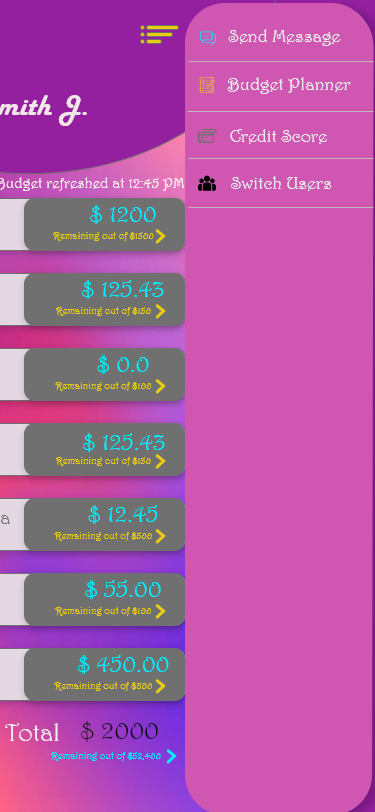 Send Message
mith J.
Budget Planner
Credit Score
Budget refreshed at 12:45 PM
Switch Users
$ 1200
Remaining out of $1500
$ 125.43
Remaining out of $150
$ 0.0
Remaining out of $100
$ 125.43
Remaining out of $150
a
$ 12.45
Remaining out of $500
$ 55.00
Remaining out of $100
$ 450.00
Remaining out of $800
Total $ 2000
Remaining out of $52,400